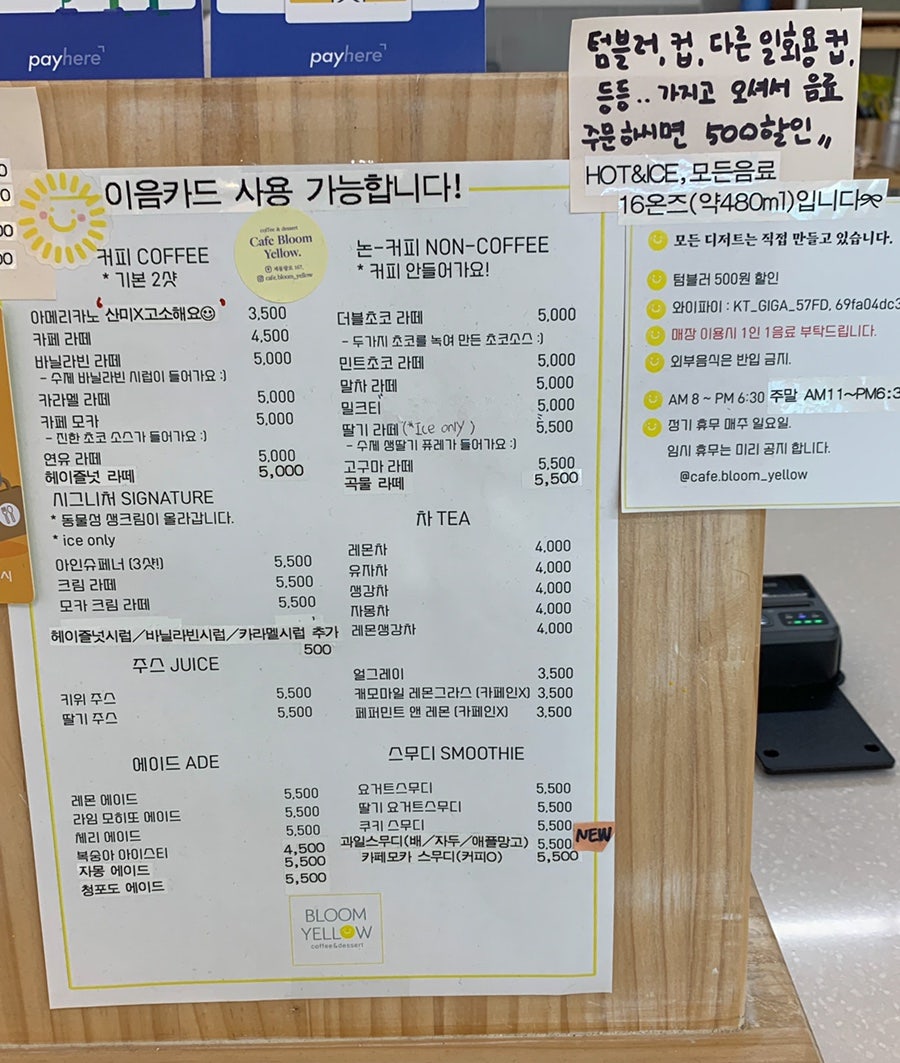 payhere
payhere
텀블러, 컵, 다른 일회용 컵,
등등.. 가지고 오셔서 음료
주문하시면 500할인
HOT&ICE, 모든음료
16온즈(약480ml)입니다
이음카드 사용 가능합니다!
커피 COFFEE
* 기본 2샷
아메리카노 '산미X고소해요' 3,500
카페 라떼 4,500
바닐라빈 라떼 5,000
- 수제 바닐라빈 시럽이 들어가요 :)
카라멜 라떼 5,000
카페 모카 5,000
- 진한 초코 소스가 들어가요 :)
연유 라떼 5,000
헤이즐넛 라떼 5,000
시그니처 SIGNATURE
* 동물성 생크림이 올라갑니다.
* ice only
아인슈페너 (3샷!) 5,500
크림 라떼 5,500
모카 크림 라떼 5,500
헤이즐넛시럽/바닐라빈시럽/카라멜시럽 추가
500
주스 JUICE
키위 주스 5,500
딸기 주스 5,500
에이드 ADE
레몬 에이드 5,500
라임 모히또 에이드 5,500
체리 에이드 5,500
복숭아 아이스티 4,500
자몽 에이드 5,500
청포도 에이드 5,500
coffee & dessert
Cafe Bloom
Yellow.
cafe.bloom_yellow
논-커피 NON-COFFEE
* 커피 안들어가요!
더블초코 라떼 5,000
- 두가지 초코를 녹여 만든 초코소스 :)
민트초코 라떼 5,000
말차 라떼 5,000
밀크티 5,000
딸기 라떼 (*Ice only) 5,500
- 수제 생딸기 퓨레가 들어가요 :)
고구마 라떼 5,500
곡물 라떼 5,500
차 TEA
레몬차 4,000
유자차 4,000
생강차 4,000
자몽차 4,000
레몬생강차 4,000
얼그레이 3,500
캐모마일 레몬그라스 (카페인X) 3,500
페퍼민트 앤 레몬 (카페인X) 3,500
스무디 SMOOTHIE
요거트스무디 5,500
딸기 요거트스무디 5,500
쿠키 스무디 5,500
과일스무디(배/자두/애플망고) 5,500
NEW
카페모카 스무디(커피O) 5,500
BLOOM
YELLOW
coffee&dessert
모든 디저트는 직접 만들고 있습니다.
텀블러 500원 할인
와이파이 : KT_GIGA_57FD, 69fa04dc3
매장 이용시 1인 1음료 부탁드립니다.
외부음식은 반입 금지.
AM 8 ~ PM 6:30 주말 AM11~PM6:3
정기 휴무 매주 일요일.
임시 휴무는 미리 공지 합니다.
@cafe.bloom_yellow